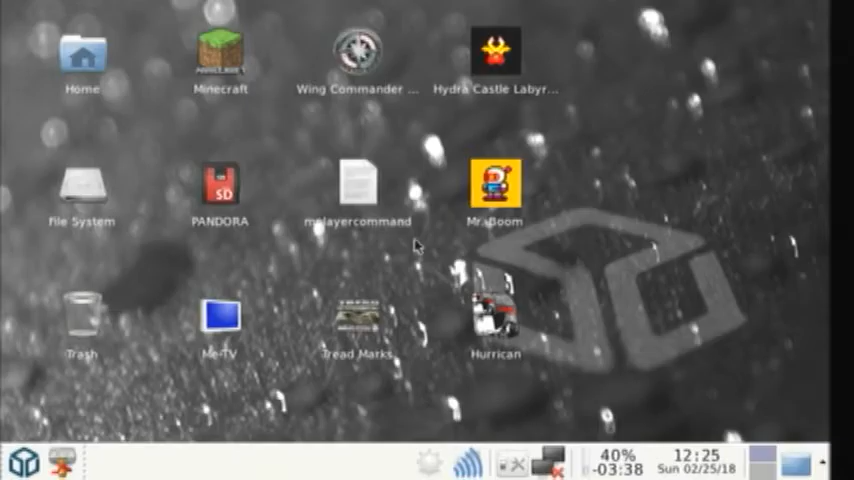 Home
Minecraft
Wing Commander ...
Hydra Castle Labyr...
SD
File System
PANDORA
mplayercommand
Mr. Boom
Trash
Me-TV
Tread Marks
Hurrican
40%
-03:38
12:25
Sun 02/25/18